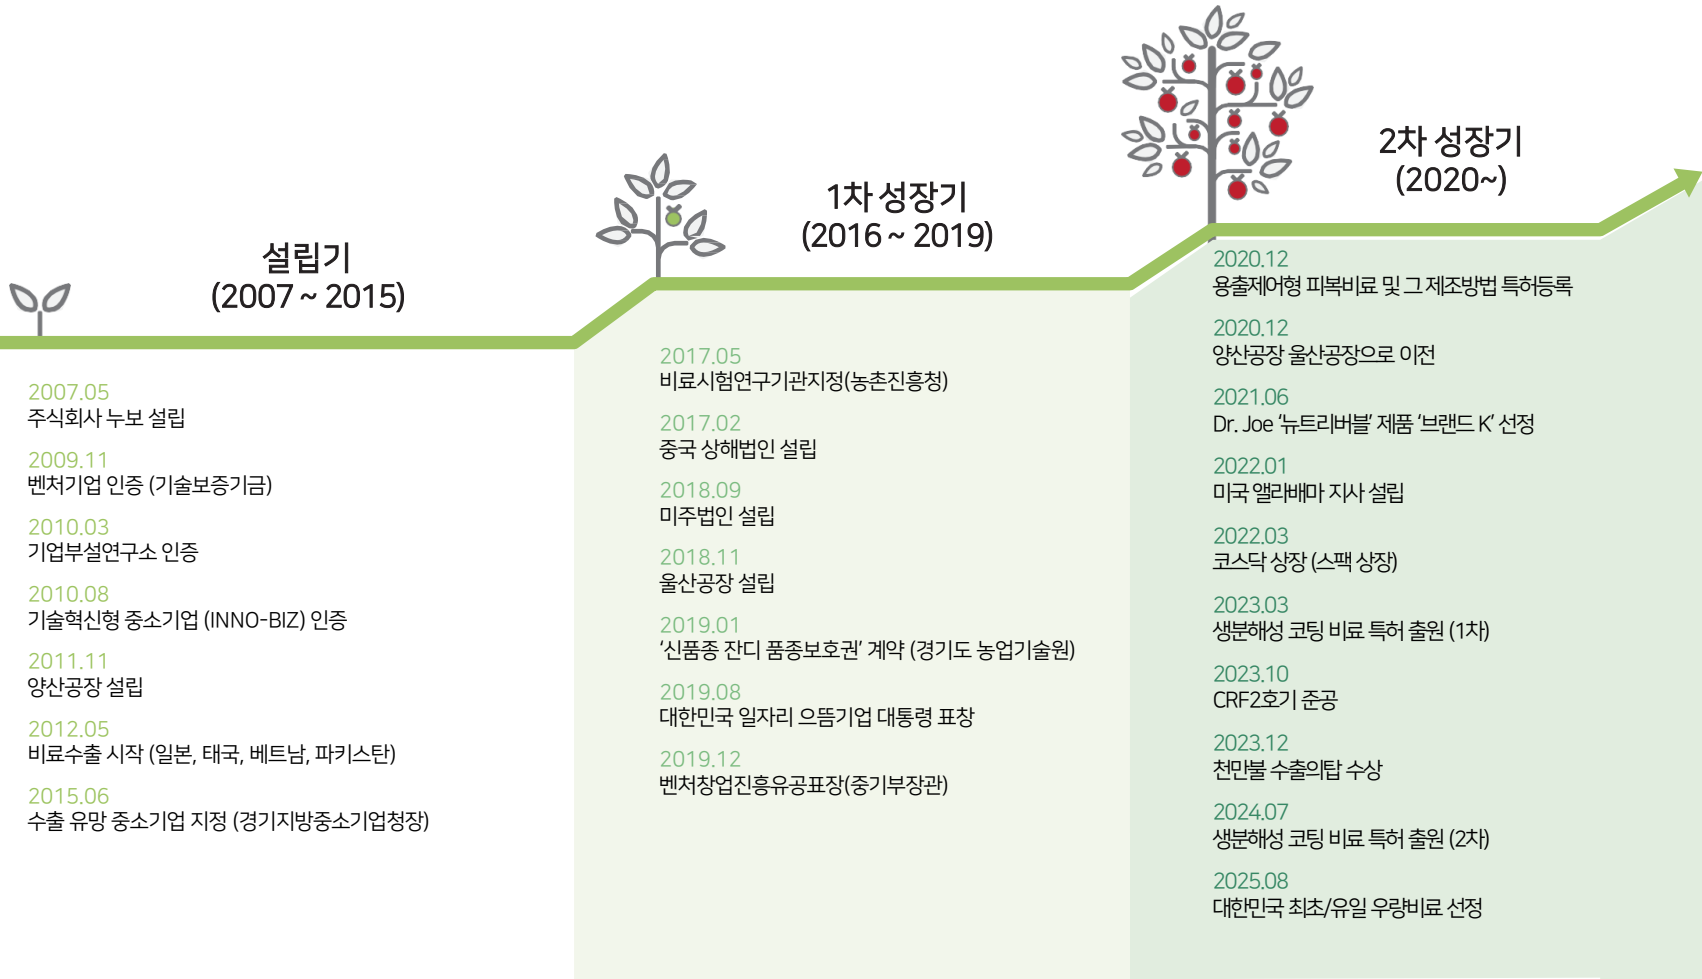 설립기
(2007 ~ 2015)
2007.05
주식회사 누보 설립
2009.11
벤처기업 인증 (기술보증기금)
2010.03
기업부설연구소 인증
2010.08
기술혁신형 중소기업 (INNO-BIZ) 인증
2011.11
양산공장 설립
2012.05
비료수출 시작 (일본, 태국, 베트남, 파키스탄)
2015.06
수출 유망 중소기업 지정 (경기지방중소기업청장)
1차 성장기
(2016 ~ 2019)
2017.05
비료시험연구기관지정(농촌진흥청)
2017.02
중국 상해법인 설립
2018.09
미주법인 설립
2018.11
울산공장 설립
2019.01
‘신품종 잔디 품종보호권’ 계약 (경기도 농업기술원)
2019.08
대한민국 일자리 으뜸기업 대통령 표창
2019.12
벤처창업진흥유공표장(중기부장관)
2차 성장기
(2020~)
2020.12
용출제어형 피복비료 및 그 제조방법 특허등록
2020.12
양산공장 울산공장으로 이전
2021.06
Dr. Joe ‘뉴트리버블’ 제품 ‘브랜드 K’ 선정
2022.01
미국 앨라배마 지사 설립
2022.03
코스닥 상장 (스팩 상장)
2023.03
생분해성 코팅 비료 특허 출원 (1차)
2023.10
CRF2호기 준공
2023.12
천만불 수출의탑 수상
2024.07
생분해성 코팅 비료 특허 출원 (2차)
2025.08
대한민국 최초/유일 우량비료 선정